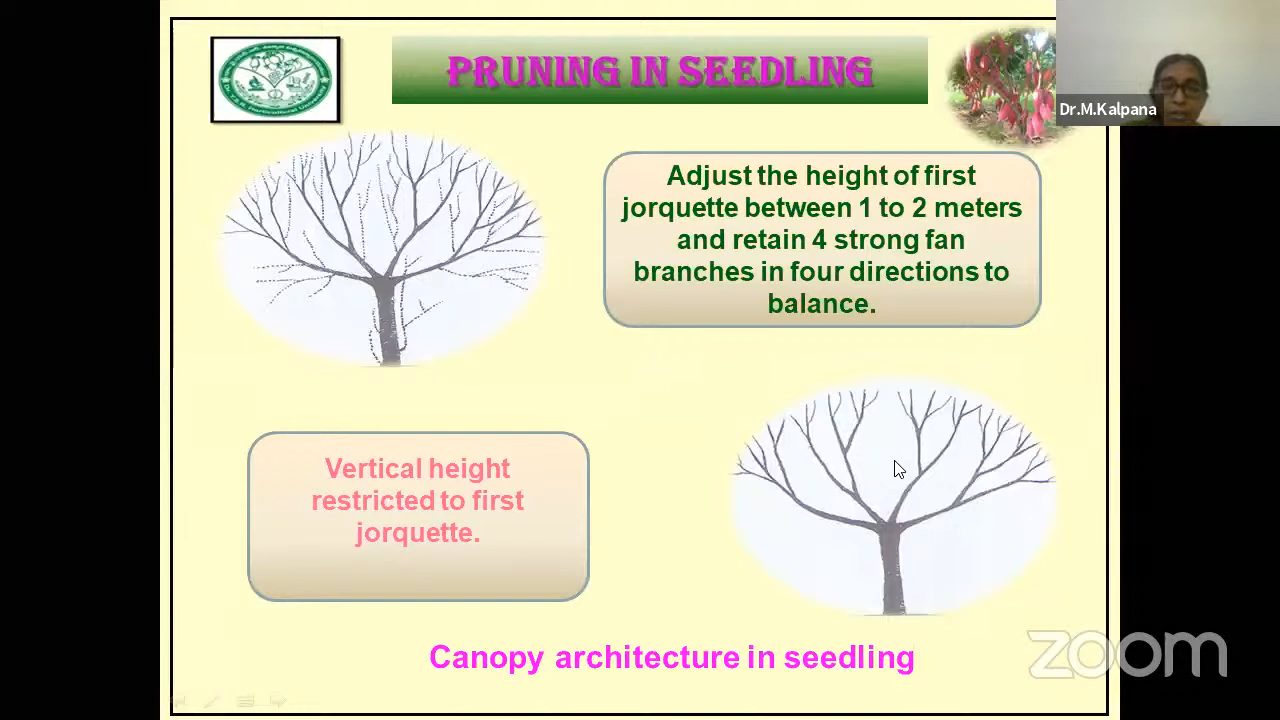 PRUNING IN SEEDLING
Dr.M.Kalpana
Adjust the height of first
jorquette between 1 to 2 meters
and retain 4 strong fan
branches in four directions to
balance.
Vertical height
restricted to first
jorquette.
Canopy architecture in seedling
zoom